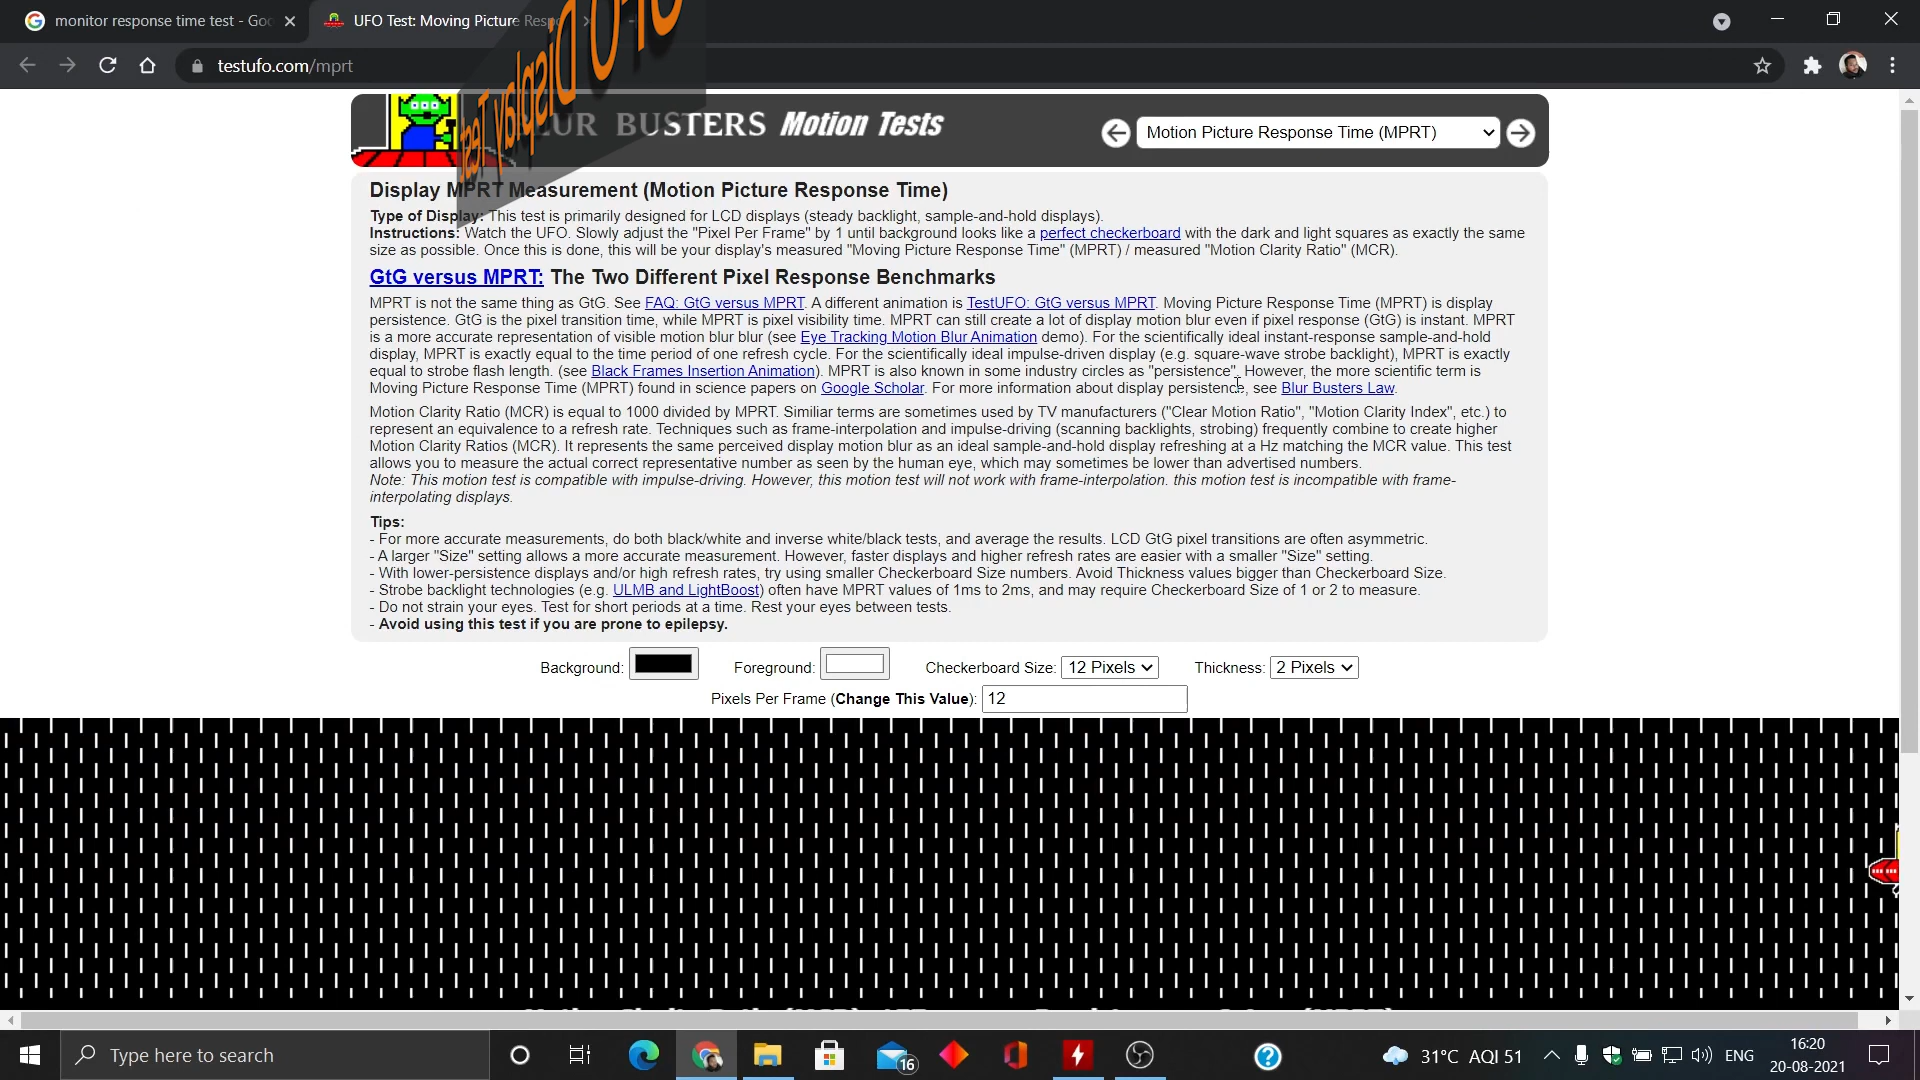 monitor response time test - Goo
UFO Test: Moving Picture Resp
testufo.com/mprt
UFO Display Test
LUR BUSTERS Motion Tests
Motion Picture Response Time (MPRT)
Display MPRT Measurement (Motion Picture Response Time)
Type of Display: This test is primarily designed for LCD displays (steady backlight, sample-and-hold displays).
Instructions: Watch the UFO. Slowly adjust the "Pixel Per Frame" by 1 until background looks like a perfect checkerboard with the dark and light squares as exactly the same
size as possible. Once this is done, this will be your display's measured "Moving Picture Response Time" (MPRT) / measured "Motion Clarity Ratio" (MCR).
GtG versus MPRT: The Two Different Pixel Response Benchmarks
MPRT is not the same thing as GtG. See FAQ: GtG versus MPRT. A different animation is TestUFO: GtG versus MPRT. Moving Picture Response Time (MPRT) is display
persistence. GtG is the pixel transition time, while MPRT is pixel visibility time. MPRT can still create a lot of display motion blur even if pixel response (GtG) is instant. MPRT
is a more accurate representation of visible motion blur blur (see Eye Tracking Motion Blur Animation demo). For the scientifically ideal instant-response sample-and-hold
display, MPRT is exactly equal to the time period of one refresh cycle. For the scientifically ideal impulse-driven display (e.g. square-wave strobe backlight), MPRT is exactly
equal to strobe flash length. (see Black Frames Insertion Animation). MPRT is also known in some industry circles as "persistence". However, the more scientific term is
Moving Picture Response Time (MPRT) found in science papers on Google Scholar. For more information about display persistence, see Blur Busters Law.
Motion Clarity Ratio (MCR) is equal to 1000 divided by MPRT. Similiar terms are sometimes used by TV manufacturers ("Clear Motion Ratio", "Motion Clarity Index", etc.) to
represent an equivalence to a refresh rate. Techniques such as frame-interpolation and impulse-driving (scanning backlights, strobing) frequently combine to create higher
Motion Clarity Ratios (MCR). It represents the same perceived display motion blur as an ideal sample-and-hold display refreshing at a Hz matching the MCR value. This test
allows you to measure the actual correct representative number as seen by the human eye, which may sometimes be lower than advertised numbers.
Note: This motion test is compatible with impulse-driving. However, this motion test will not work with frame-interpolation. this motion test is incompatible with frame-
interpolating displays.
Tips:
- For more accurate measurements, do both black/white and inverse white/black tests, and average the results. LCD GtG pixel transitions are often asymmetric.
- A larger "Size" setting allows a more accurate measurement. However, faster displays and higher refresh rates are easier with a smaller "Size" setting.
- With lower-persistence displays and/or high refresh rates, try using smaller Checkerboard Size numbers. Avoid Thickness values bigger than Checkerboard Size.
- Strobe backlight technologies (e.g. ULMB and LightBoost) often have MPRT values of 1ms to 2ms, and may require Checkerboard Size of 1 or 2 to measure.
- Do not strain your eyes. Test for short periods at a time. Rest your eyes between tests.
- Avoid using this test if you are prone to epilepsy.
Background: Foreground: Checkerboard Size: 12 Pixels Thickness: 2 Pixels
Pixels Per Frame (Change This Value): 12
Type here to search
16
31°C AQI 51
ENG
16:20
20-08-2021